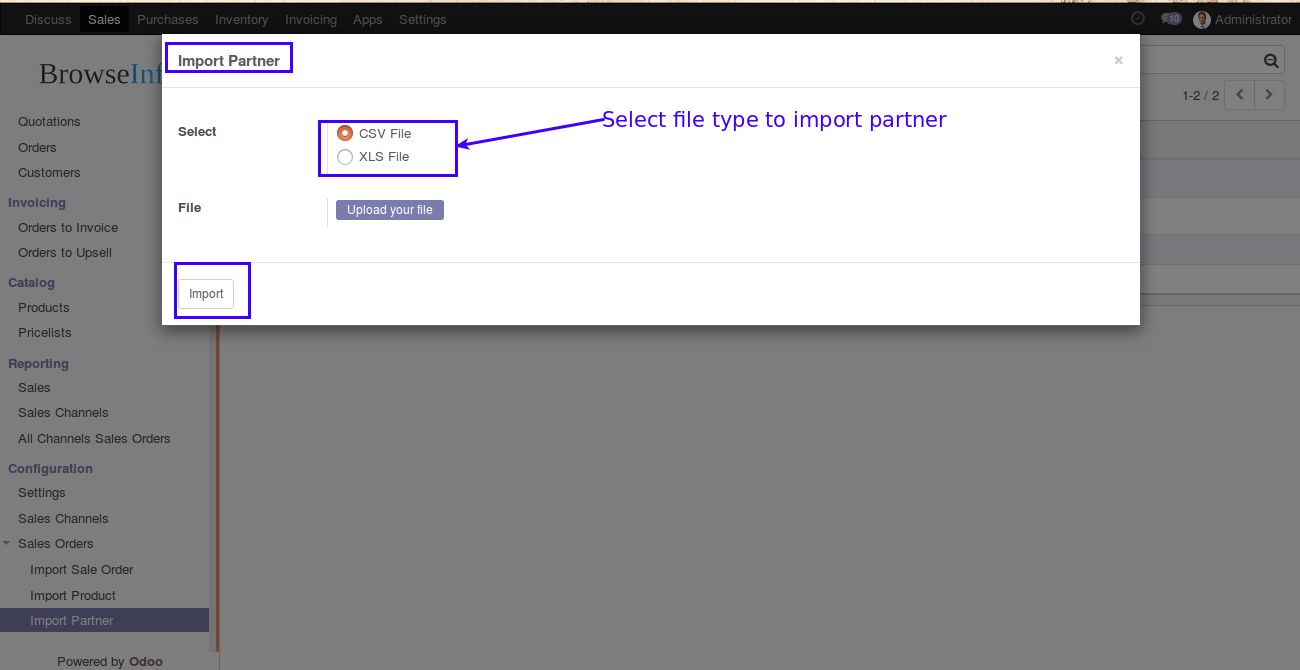 Discuss Sales Purchases Inventory Invoicing Apps Settings 10 Administrator
Import Partner ×
BrowseInf
1-2 / 2
Select
CSV File
XLS File
Select file type to import partner
File
Upload your file
Import
Quotations
Orders
Customers
Invoicing
Orders to Invoice
Orders to Upsell
Catalog
Products
Pricelists
Reporting
Sales
Sales Channels
All Channels Sales Orders
Configuration
Settings
Sales Channels
Sales Orders
Import Sale Order
Import Product
Import Partner
Powered by Odoo